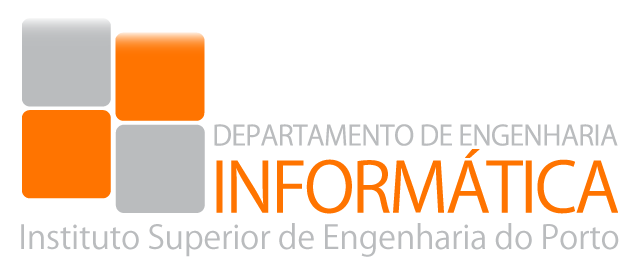 DEPARTAMENTO DE ENGENHARIA
INFORMÁTICA
Instituto Superior de Engenharia do Porto